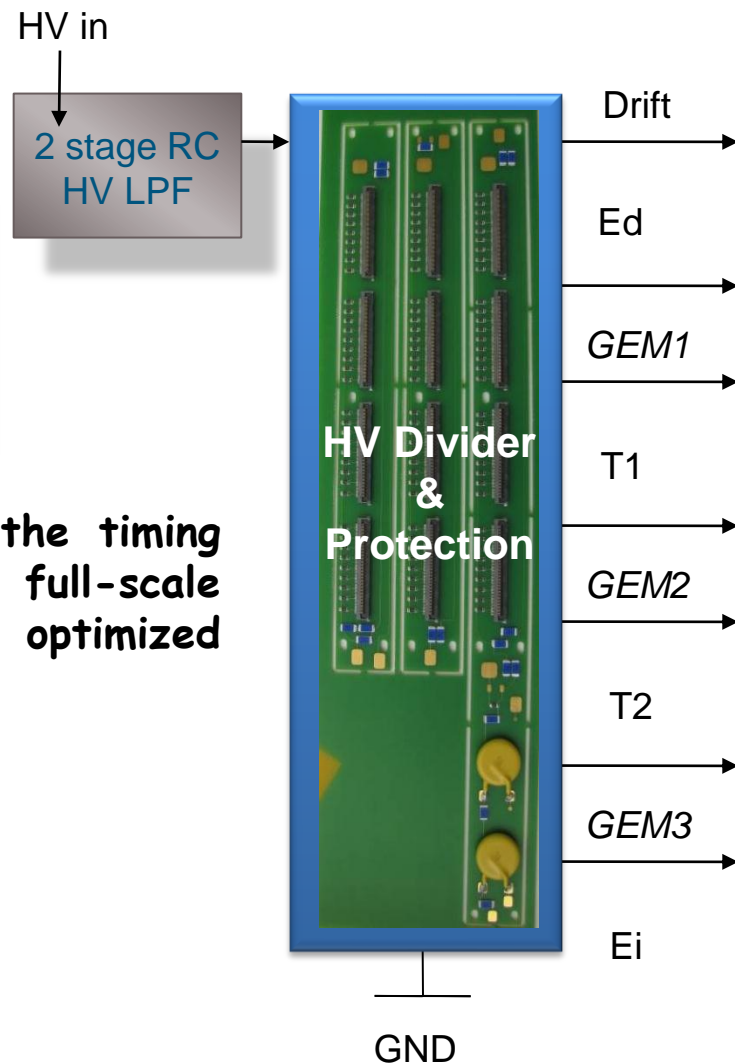 HV in
2 stage RC
HV LPF
Drift
Ed
GEM1
HV Divider
&
Protection
T1
the timing
full-scale
optimized
GEM2
T2
GEM3
Ei
GND